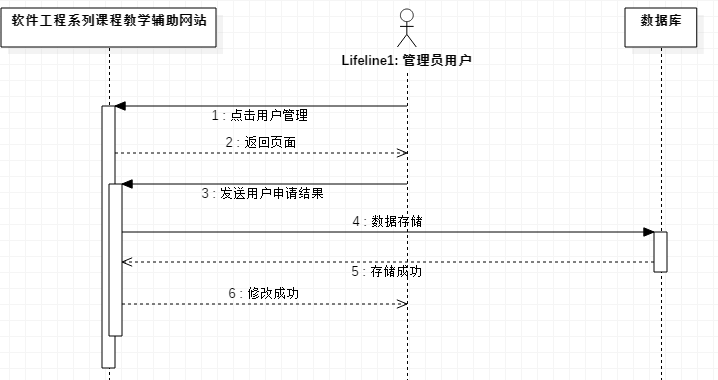 软件工程系列课程教学辅助网站
Lifeline1: 管理员用户
数据库
1 : 点击用户管理
2 : 返回页面
3 : 发送用户申请结果
4 : 数据存储
5 : 存储成功
6 : 修改成功